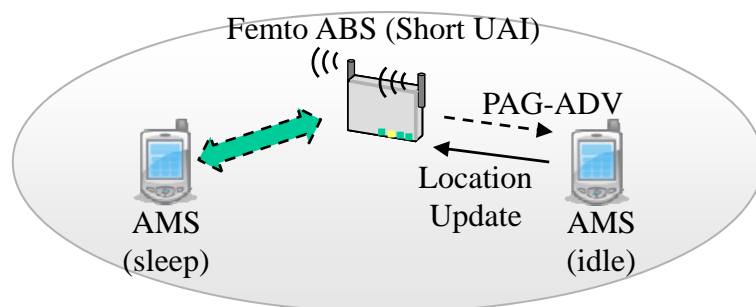 Femto ABS (Short UAI)
PAG-ADV
Location
Update
AMS
(sleep)
AMS
(idle)